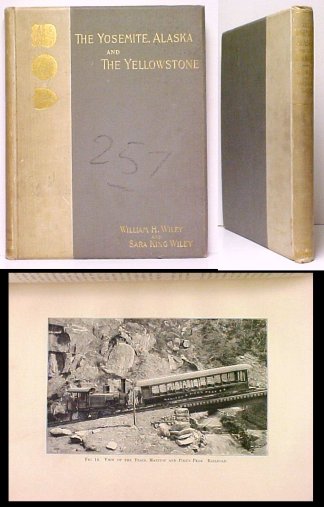 THE YOSEMITE, ALASKA
AND
THE YELLOWSTONE
257
WILLIAM H. WILEY
AND
SARA KING WILEY
FIG. 14. VIEW OF THE TRACK, MANITOU AND PIKE'S PEAK RAILROAD.